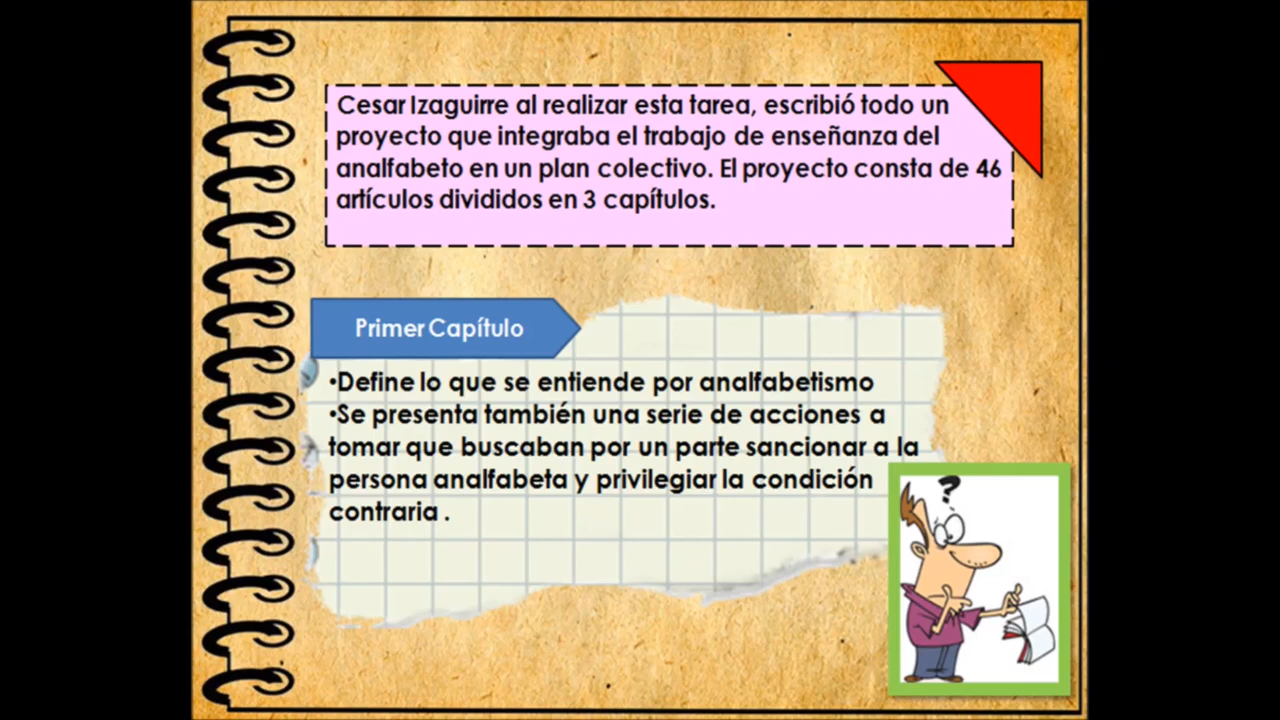 Cesar Izaguirre al realizar esta tarea, escribió todo un
proyecto que integraba el trabajo de enseñanza del
analfabeto en un plan colectivo. El proyecto consta de 46
artículos divididos en 3 capítulos.
Primer Capítulo
•Define lo que se entiende por analfabetismo
•Se presenta también una serie de acciones a
tomar que buscaban por un parte sancionar a la
persona analfabeta y privilegiar la condición
contraria .
?